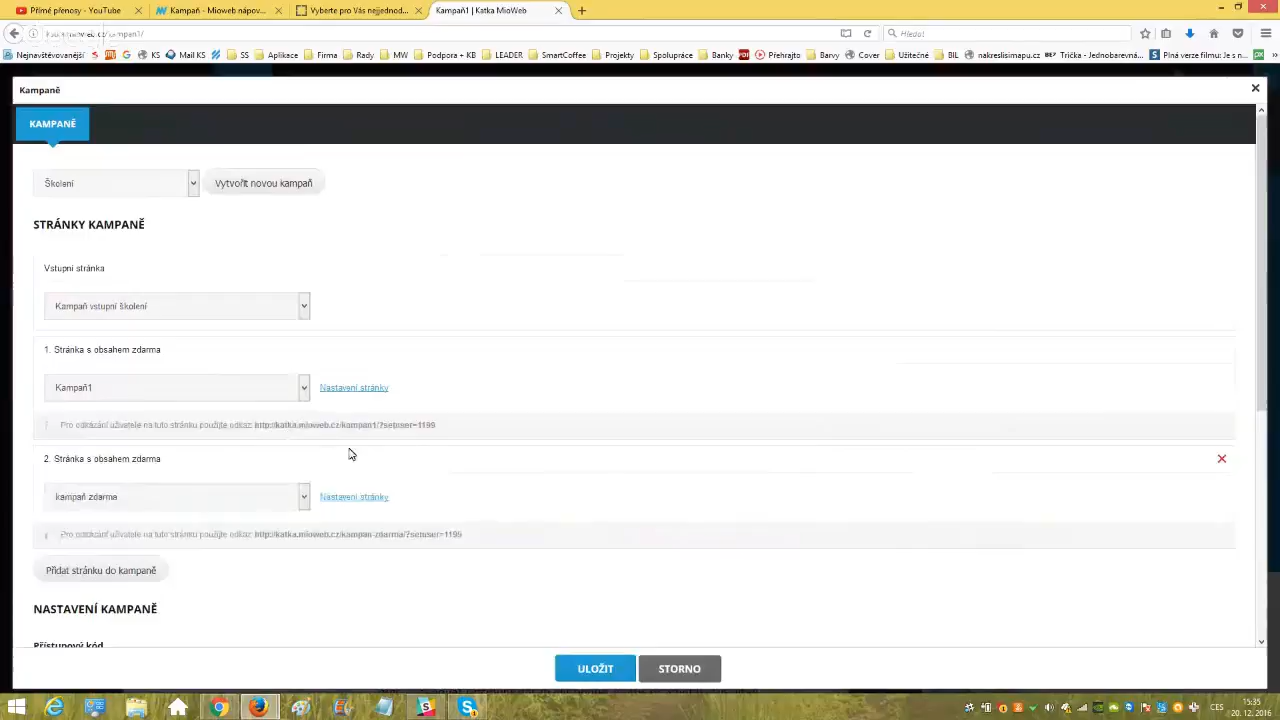 Přímé přenosy - YouTube
Kampaň - Mioweb nápov...
Vyberte pro Vás nejjednod...
Kampaň1 | Katka MioWeb
Hledat
Nejnavštěvovanější
KS
Mail KS
SS
Aplikace
Firma
Rady
MW
Podpora + KB
LEADER
SmartCoffee
Projekty
Spolupráce
Banky
Přehrajto
Barvy
Cover
Užitečné
BIL
nakreslisimapu.cz
Trička - Jednobarevná...
Plná verze filmu: Je s n...
Kampaně
KAMPANĚ
Školení
Vytvořit novou kampaň
STRÁNKY KAMPANĚ
Vstupní stránka
Kampaň vstupní školení
1. Stránka s obsahem zdarma
Kampaň1
Nastavení stránky
Pro odkázání uživatele na tuto stránku použijte odkaz: http://katka.mioweb.cz/kampan1/?setuser=1199
2. Stránka s obsahem zdarma
kampaň zdarma
Nastavení stránky
Pro odkázání uživatele na tuto stránku použijte odkaz: http://katka.mioweb.cz/kampan-zdarma/?setuser=1199
Přidat stránku do kampaně
NASTAVENÍ KAMPANĚ
Přístupový kód
ULOŽIT
STORNO
CES
15:35
20. 12. 2016